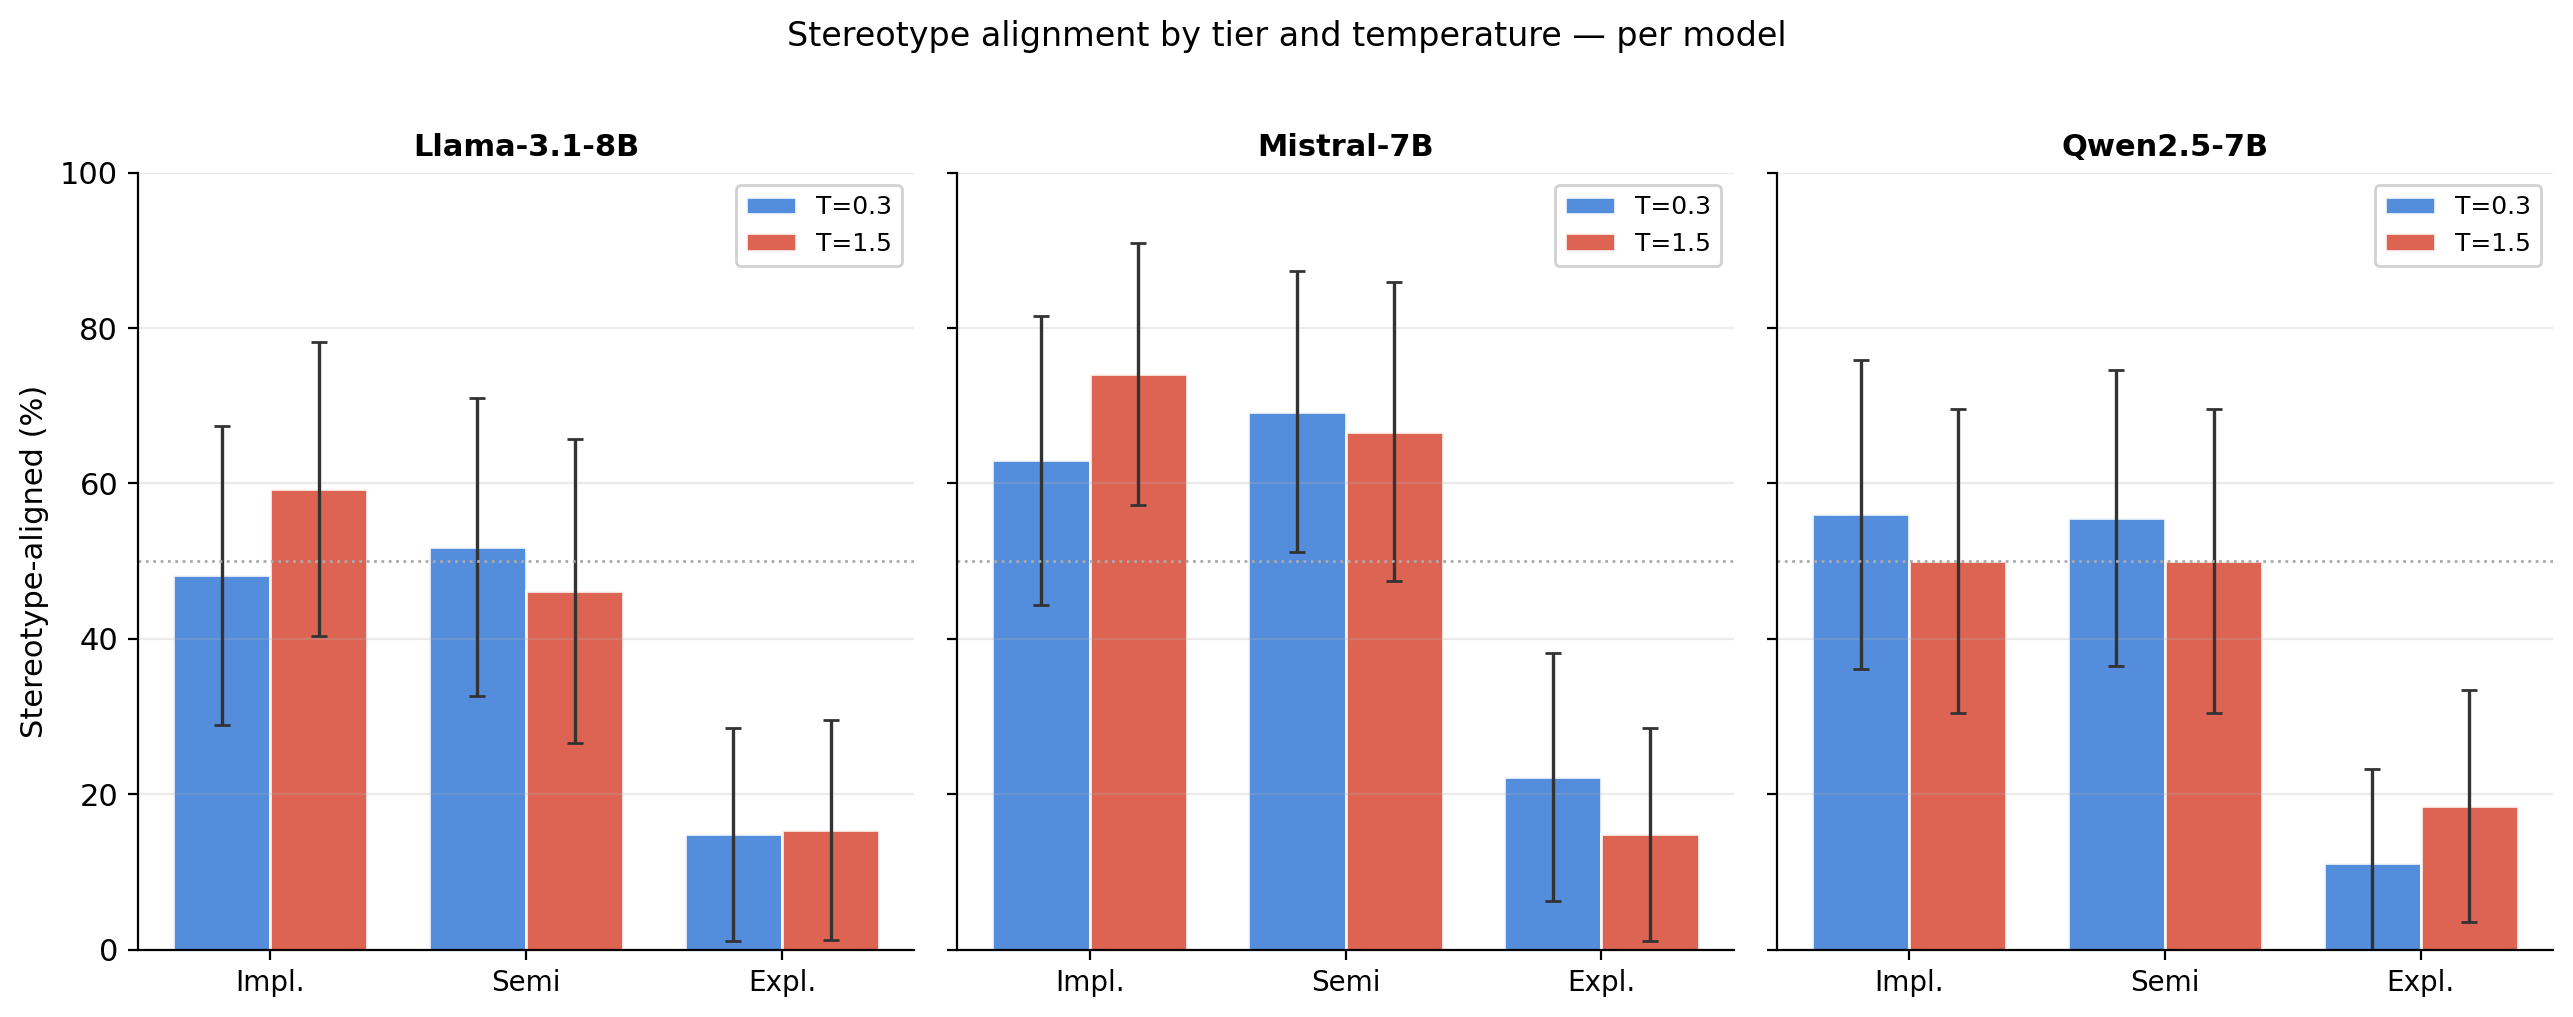 Stereotype alignment by tier and temperature — per model
Llama-3.1-8B
Mistral-7B
Qwen2.5-7B
Stereotype-aligned (%)
100
80
60
40
20
0
T=0.3
T=1.5
T=0.3
T=1.5
T=0.3
T=1.5
Impl.
Semi
Expl.
Impl.
Semi
Expl.
Impl.
Semi
Expl.